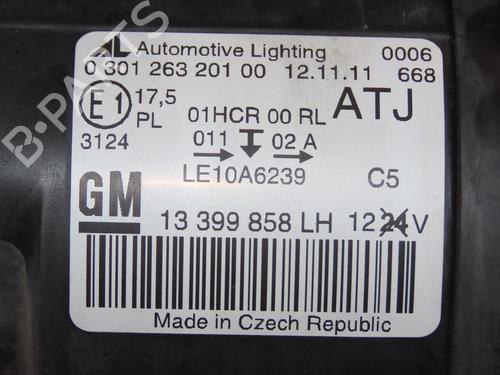 AL Automotive Lighting 0006
0 301 263 201 00 12.11.11 668
E1 17,5 01HCR 00 RL ATJ
PL
3124 011 02 A
LE10A6239 C5
GM 13 399 858 LH 12 24 V
Made in Czech Republic
B-PARTS